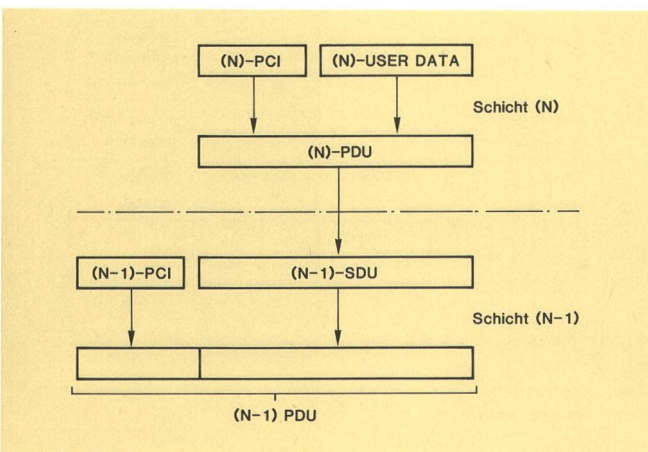 (N)-PCI
(N)-USER DATA
Schicht (N)
(N)-PDU
(N-1)-PCI
(N-1)-SDU
Schicht (N-1)
(N-1) PDU